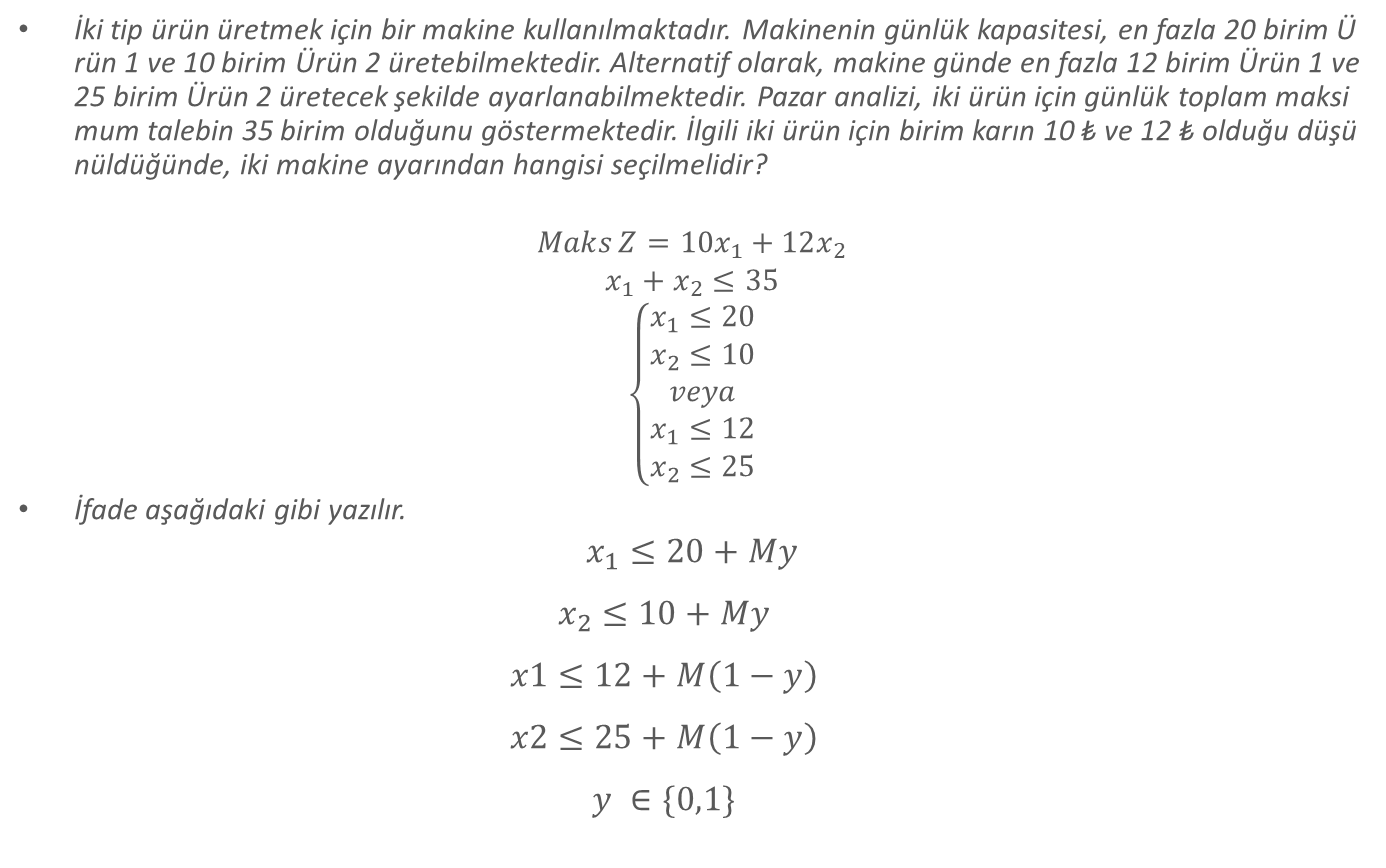 • İki tip ürün üretmek için bir makine kullanılmaktadır. Makinenin günlük kapasitesi, en fazla 20 birim Ü
rün 1 ve 10 birim Ürün 2 üretebilmektedir. Alternatif olarak, makine günde en fazla 12 birim Ürün 1 ve
25 birim Ürün 2 üretecek şekilde ayarlanabilmektedir. Pazar analizi, iki ürün için günlük toplam maksi
mum talebin 35 birim olduğunu göstermektedir. İlgili iki ürün için birim karın 10 ₺ ve 12 ₺ olduğu düşü
nüldüğünde, iki makine ayarından hangisi seçilmelidir?
Maks Z = 10x₁ + 12x₂
x₁ + x₂ ≤ 35
x₁ ≤ 20
x₂ ≤ 10
veya
x₁ ≤ 12
x₂ ≤ 25
• İfade aşağıdaki gibi yazılır.
x₁ ≤ 20 + My
x₂ ≤ 10 + My
x1 ≤ 12 + M(1 − y)
x2 ≤ 25 + M(1 − y)
y ∈ {0,1}